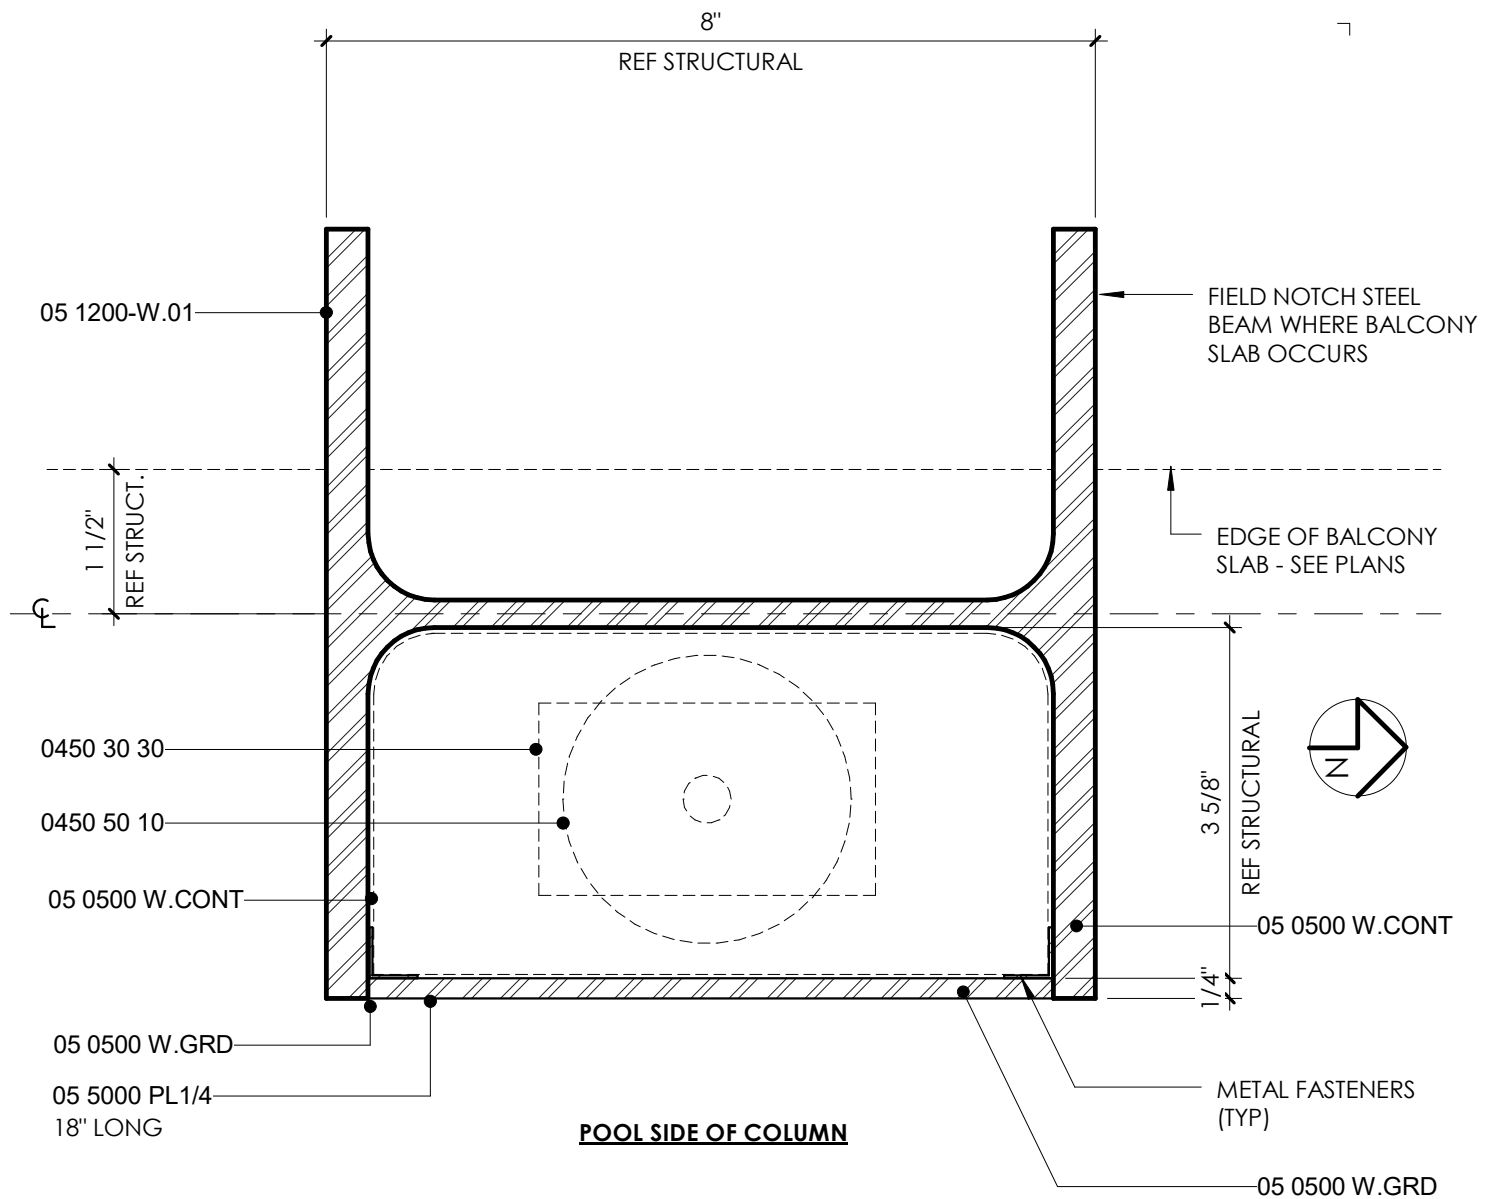 8"
REF STRUCTURAL
05 1200-W.01
FIELD NOTCH STEEL
BEAM WHERE BALCONY
SLAB OCCURS
1 1/2"
REF STRUCT.
EDGE OF BALCONY
SLAB - SEE PLANS
CL
0450 30 30
0450 50 10
05 0500 W.CONT
3 5/8"
REF STRUCTURAL
N
05 0500 W.CONT
1/4"
05 0500 W.GRD
05 5000 PL1/4
18" LONG
METAL FASTENERS
(TYP)
POOL SIDE OF COLUMN
05 0500 W.GRD